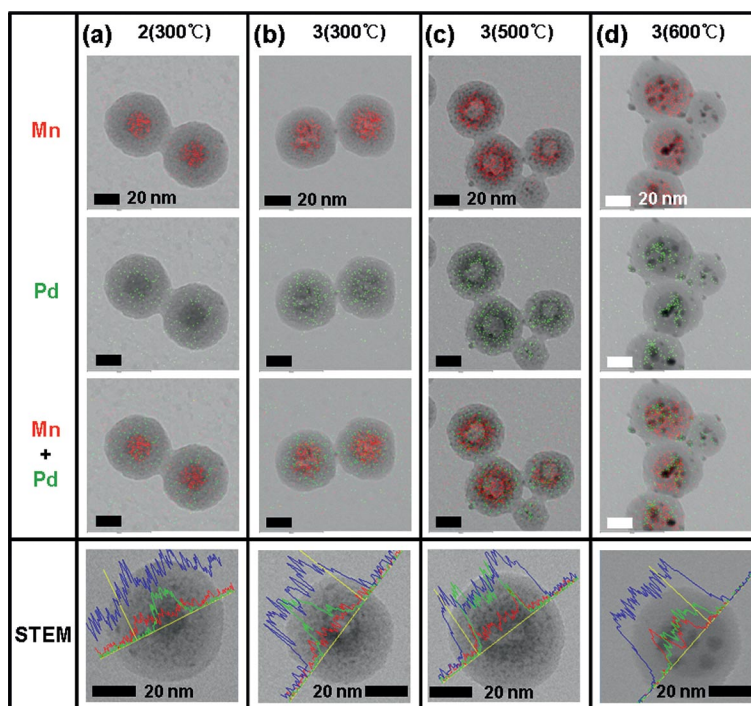 (a) 2(300℃)
(b) 3(300℃)
(c) 3(500℃)
(d) 3(600℃)
Mn
20 nm
20 nm
20 nm
20 nm
Pd
Mn
+
Pd
STEM
20 nm
20 nm
20 nm
20 nm